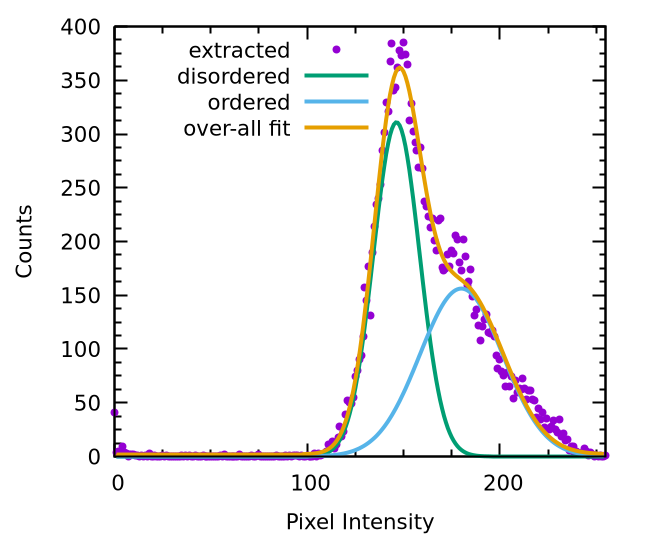 400
350
300
250
200
150
100
50
0
Counts
extracted
disordered
ordered
over-all fit
0 100 200
Pixel Intensity